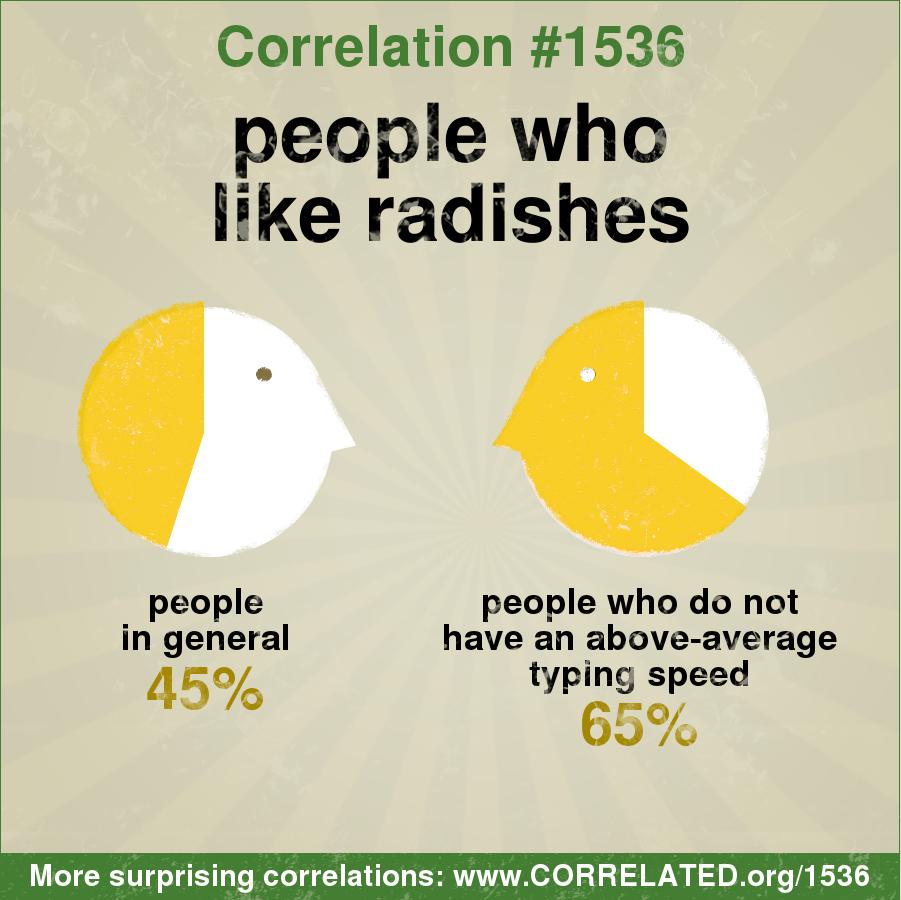 Correlation #1536
people who
like radishes
people
in general
45%
people who do not
have an above-average
typing speed
65%
More surprising correlations: www.CORRELATED.org/1536